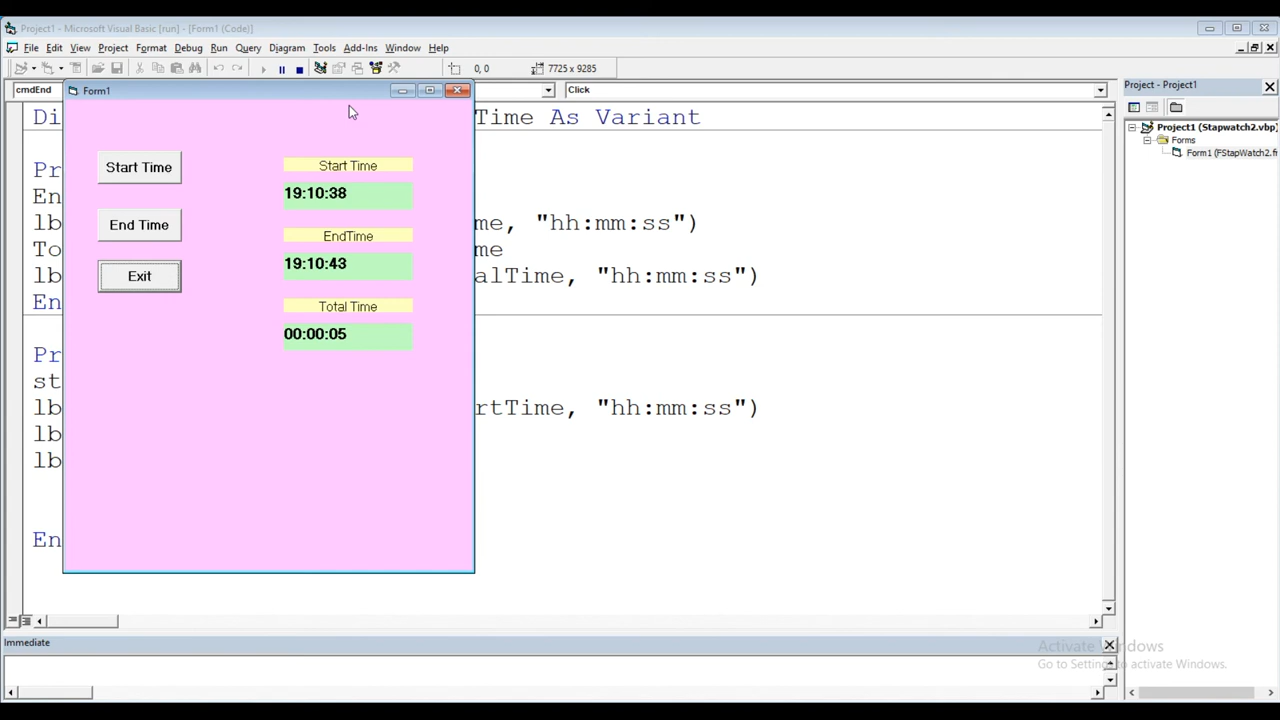 Project1 - Microsoft Visual Basic [run] - [Form1 (Code)]
File Edit View Project Format Debug Run Query Diagram Tools Add-Ins Window Help
0, 0 7725 x 9285
cmdEnd Click
Form1
Project - Project1
Di Time As Variant
Project1 (Stapwatch2.vbp)
Forms
Form1 (FStapWatch2.fr
Start Time
End Time
Exit
Start Time
19:10:38
EndTime
19:10:43
Total Time
00:00:05
Pr
En
lb me, "hh:mm:ss")
To me
lb alTime, "hh:mm:ss")
En
Pr
st
lb rtTime, "hh:mm:ss")
lb
lb
En
Immediate
Activate Windows
Go to Settings to activate Windows.